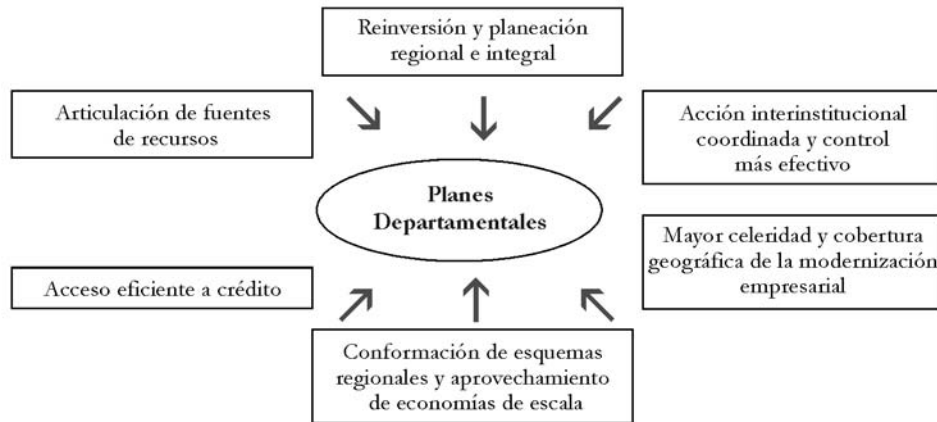 Reinversión y planeación
regional e integral
Articulación de fuentes
de recursos
Acción interinstitucional
coordinada y control
más efectivo
Planes
Departamentales
Mayor celeridad y cobertura
geográfica de la modernización
empresarial
Acceso eficiente a crédito
Conformación de esquemas
regionales y aprovechamiento
de economías de escala